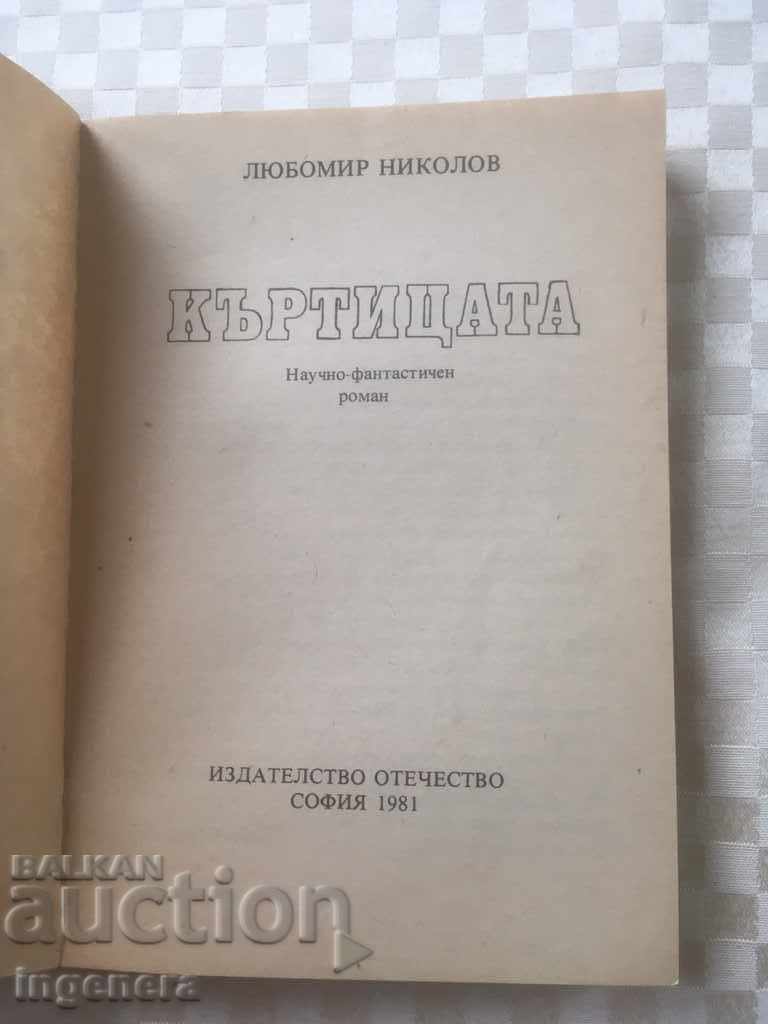 ЛЮБОМИР НИКОЛОВ
КЪРТИЦАТА
Научно-фантастичен
роман
ИЗДАТЕЛСТВО ОТЕЧЕСТВО
СОФИЯ 1981
BALKAN
auction
ingenera